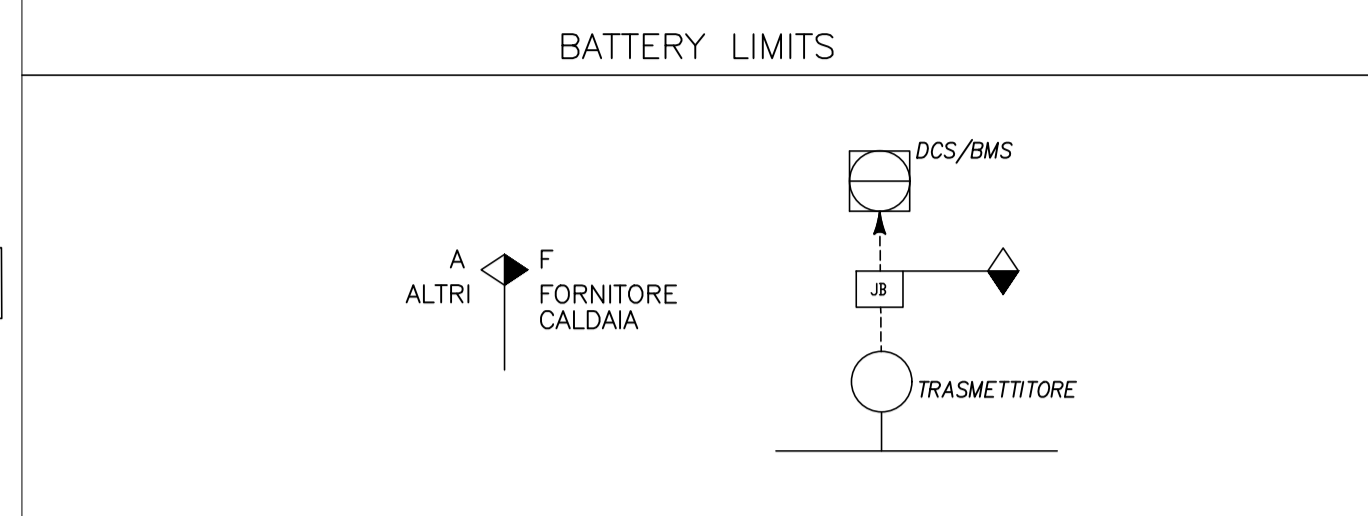 BATTERY LIMITS
DCS/BMS
A F
ALTRI FORNITORE
CALDAIA
JB
TRASMETTITORE